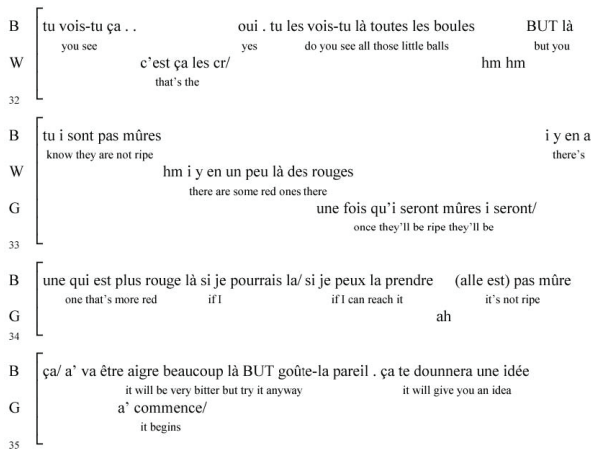 B tu vois-tu ça . . oui . tu les vois-tu là toutes les boules BUT là
you see yes do you see all those little balls but you
W c'est ça les cr/ hm hm
that's the
32
B tu i sont pas mûres i y en a
know they are not ripe there's
W hm i y en un peu là des rouges
there are some red ones there
G une fois qu'i seront mûres i seront/
once they'll be ripe they'll be
33
B une qui est plus rouge là si je pourrais la/ si je peux la prendre (alle est) pas mûre
one that's more red if I if I can reach it it's not ripe
G ah
34
B ça/ a' va être aigre beaucoup là BUT goûte-la pareil . ça te dounnera une idée
it will be very bitter but try it anyway it will give you an idea
G a' commence/
it begins
35